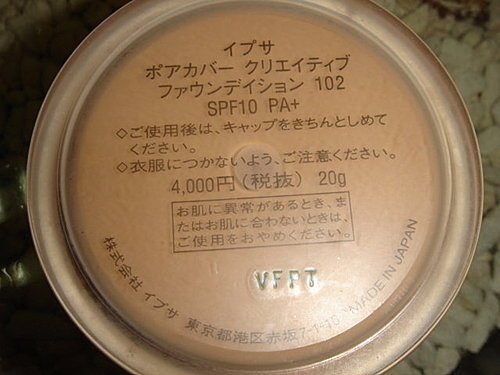 イプサ
ポアカバー クリエイティブ
ファウンデイション 102
SPF10 PA+
◇ご使用後は、キャップをきちんとしめて
ください。
◇衣服につかないよう、ご注意ください。
4,000円(税抜) 20g
お肌に異常があるとき、ま
たはお肌に合わないときは、
ご使用をおやめください。
VFFT
株式会社 イプサ 東京都港区赤坂7-1-16 MADE IN JAPAN